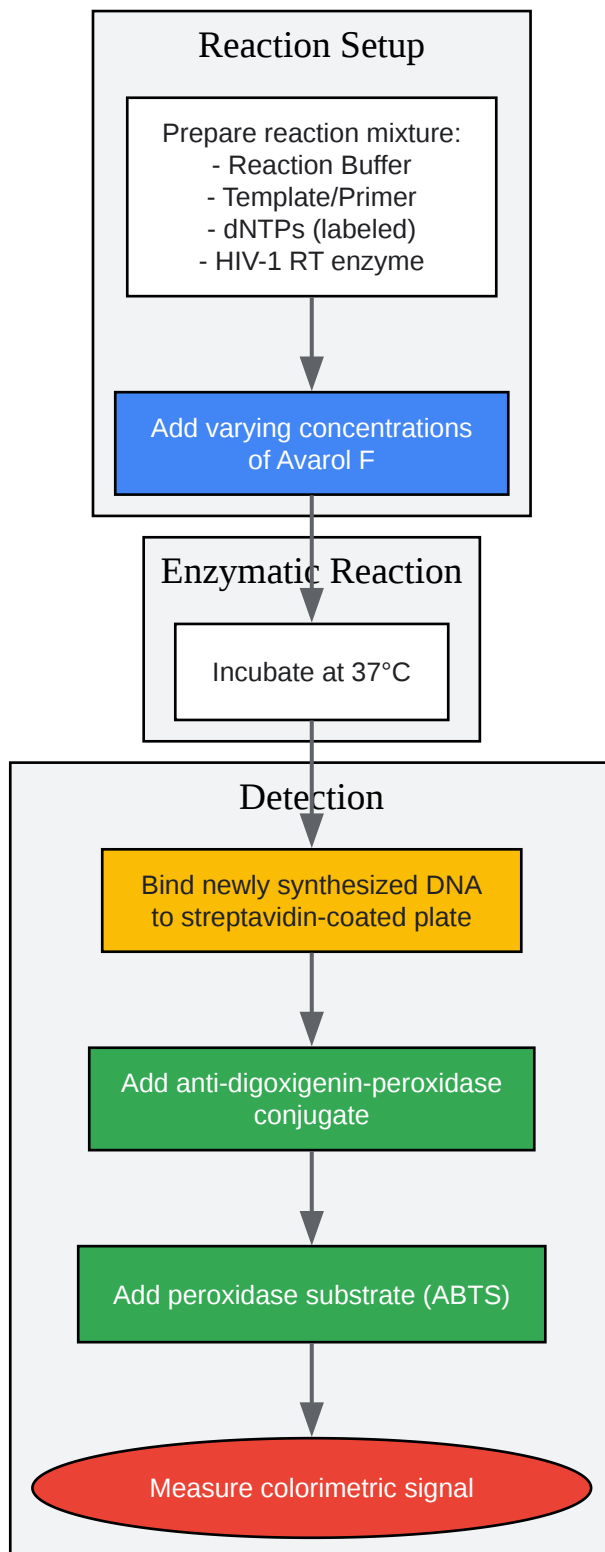 Reaction Setup
Prepare reaction mixture:
- Reaction Buffer
- Template/Primer
- dNTPs (labeled)
- HIV-1 RT enzyme
Add varying concentrations
of Avarol F
Enzymatic Reaction
Incubate at 37°C
Detection
Bind newly synthesized DNA
to streptavidin-coated plate
Add anti-digoxigenin-peroxidase
conjugate
Add peroxidase substrate (ABTS)
Measure colorimetric signal